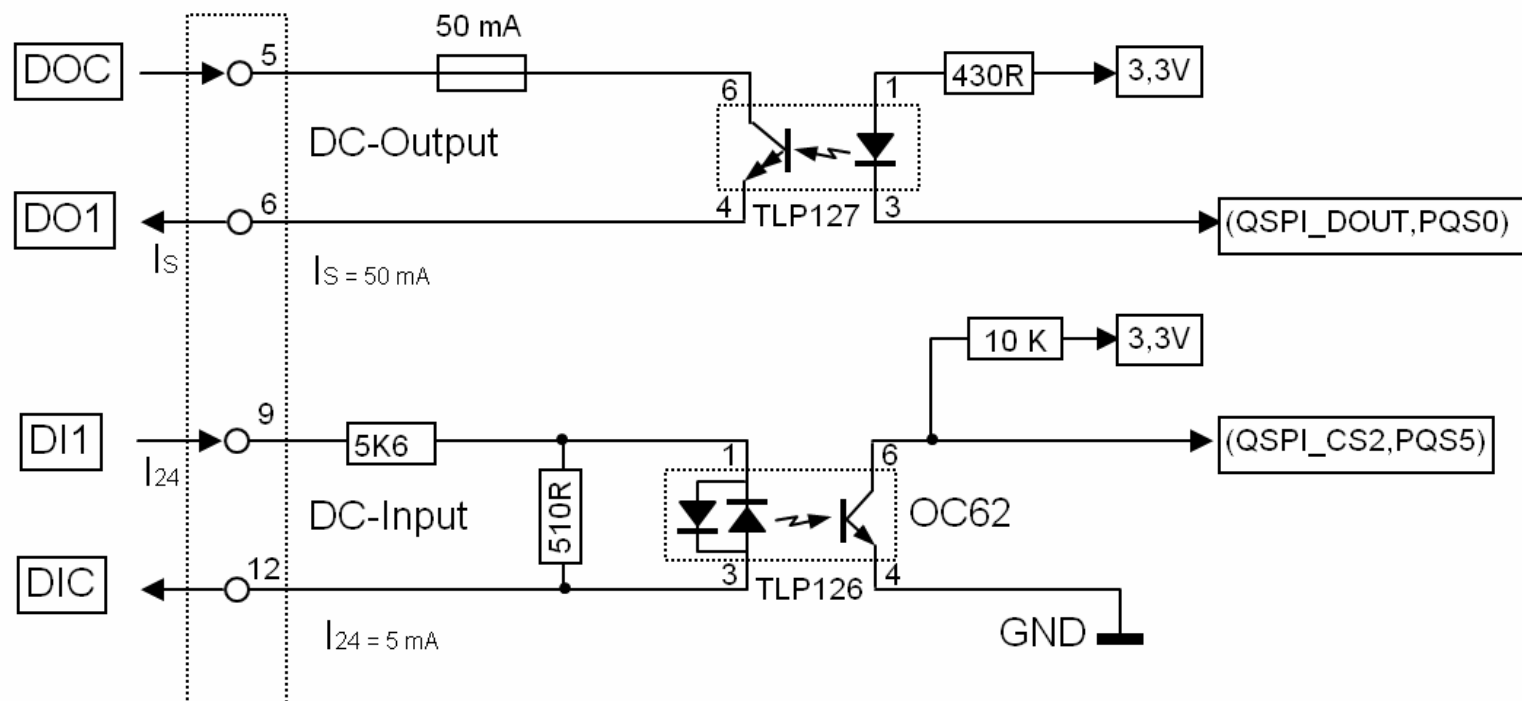 50 mA
DOC
5
6
1
430R
3,3V
DC-Output
DO1
6
4
TLP127
3
(QSPI_DOUT,PQS0)
IS
IS = 50 mA
10 K
3,3V
DI1
9
5K6
1
6
(QSPI_CS2,PQS5)
I24
DC-Input
510R
OC62
DIC
12
3
TLP126
4
I24 = 5 mA
GND